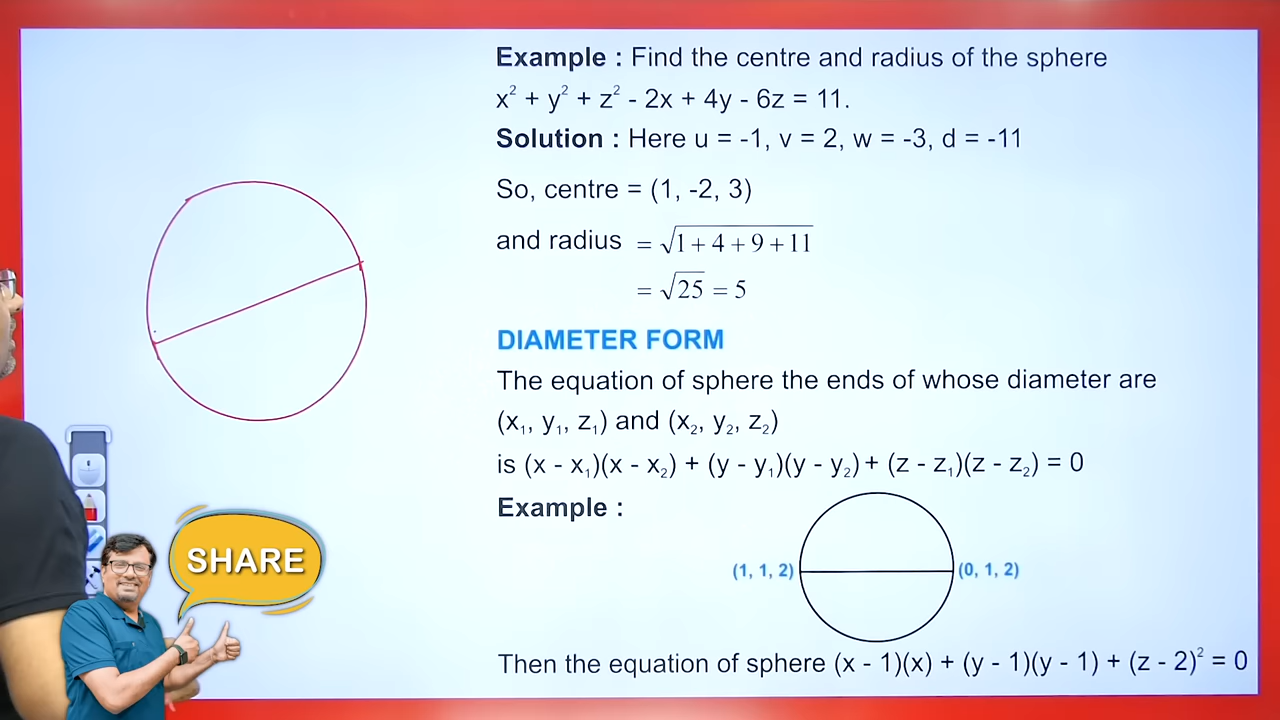 Example : Find the centre and radius of the sphere
x² + y² + z² - 2x + 4y - 6z = 11.
Solution : Here u = -1, v = 2, w = -3, d = -11
So, centre = (1, -2, 3)
and radius = √1 + 4 + 9 + 11
= √25 = 5
DIAMETER FORM
The equation of sphere the ends of whose diameter are
(x₁, y₁, z₁) and (x₂, y₂, z₂)
is (x - x₁)(x - x₂) + (y - y₁)(y - y₂) + (z - z₁)(z - z₂) = 0
Example :
(1, 1, 2) (0, 1, 2)
Then the equation of sphere (x - 1)(x) + (y - 1)(y - 1) + (z - 2)² = 0
SHARE